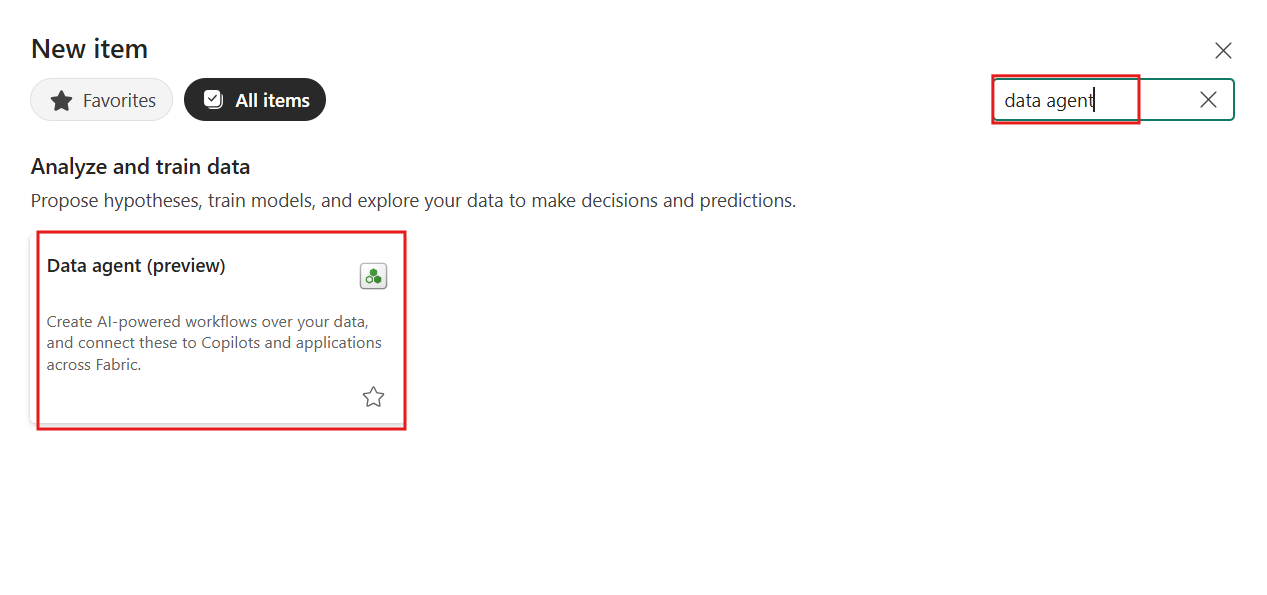 New item
Favorites
All items
data agent
Analyze and train data
Propose hypotheses, train models, and explore your data to make decisions and predictions.
Data agent (preview)
Create AI-powered workflows over your data,
and connect these to Copilots and applications
across Fabric.